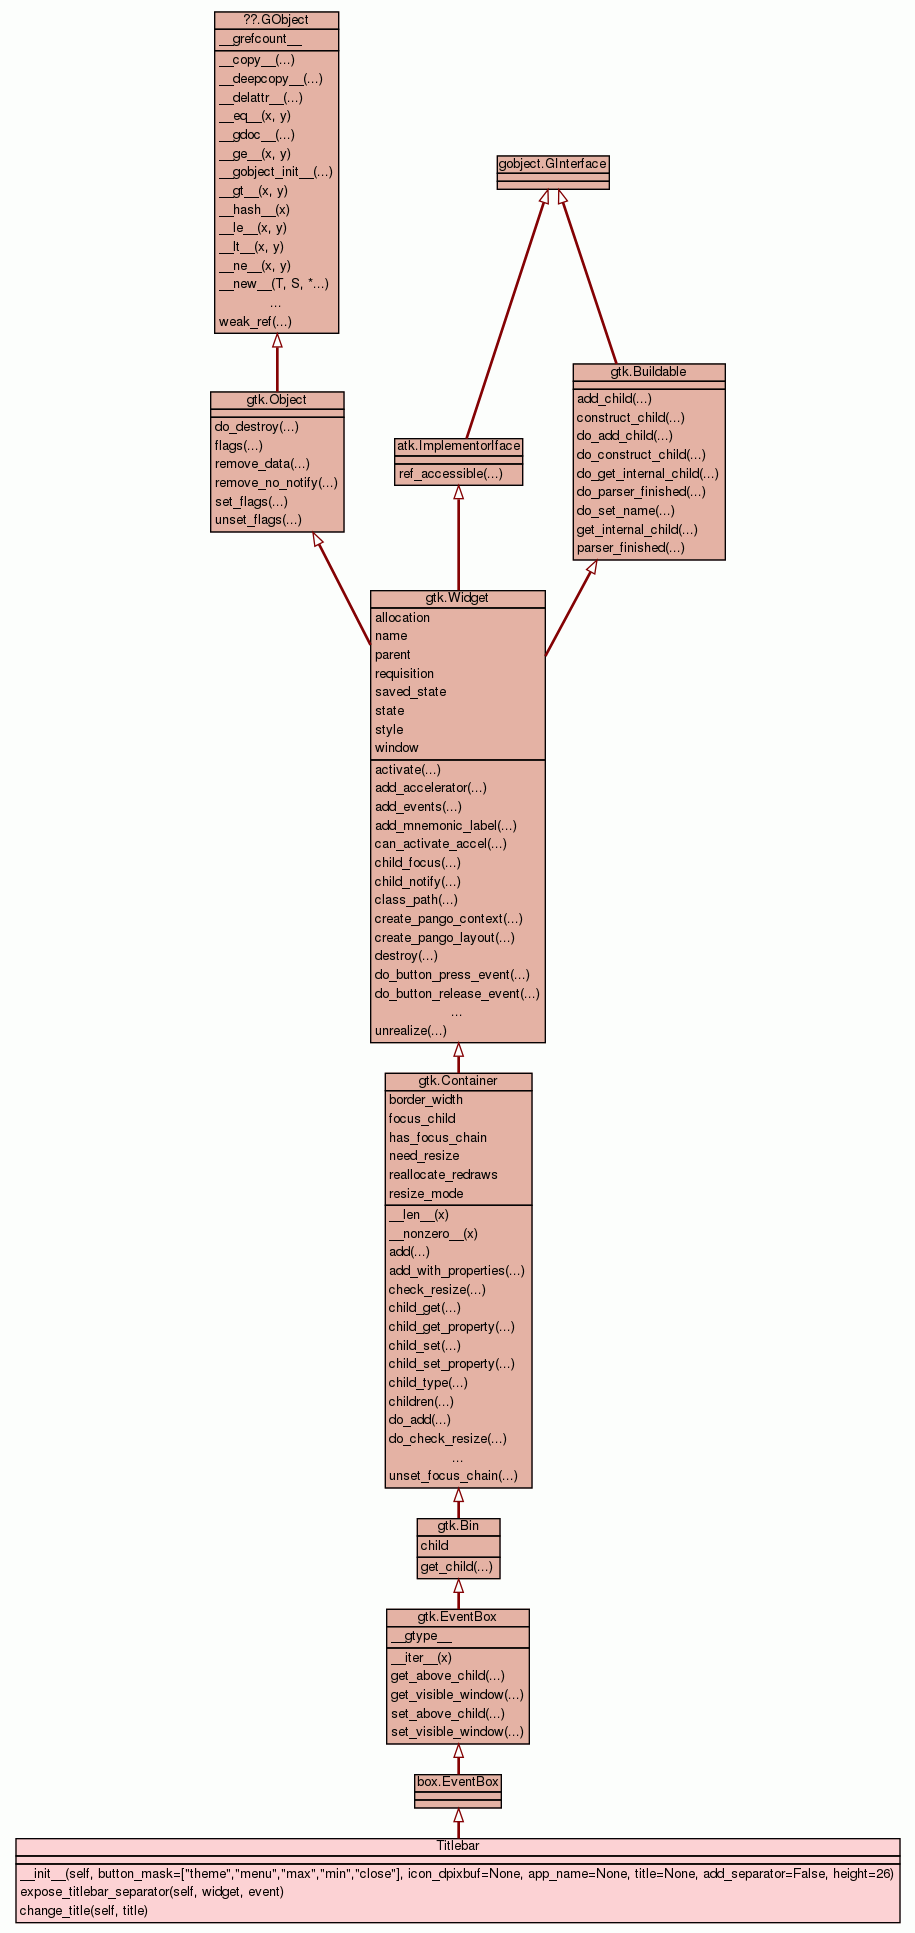 ??.GObject
__grefcount__
__copy__(...)
__deepcopy__(...)
__delattr__(...)
__eq__(x, y)
__gdoc__(...)
__ge__(x, y)
__gobject_init__(...)
__gt__(x, y)
__hash__(x)
__le__(x, y)
__lt__(x, y)
__ne__(x, y)
__new__(T, S, *...)
...
weak_ref(...)
gobject.GInterface
gtk.Object
do_destroy(...)
flags(...)
remove_data(...)
remove_no_notify(...)
set_flags(...)
unset_flags(...)
atk.ImplementorIface
ref_accessible(...)
gtk.Buildable
add_child(...)
construct_child(...)
do_add_child(...)
do_construct_child(...)
do_get_internal_child(...)
do_parser_finished(...)
do_set_name(...)
get_internal_child(...)
parser_finished(...)
gtk.Widget
allocation
name
parent
requisition
saved_state
state
style
window
activate(...)
add_accelerator(...)
add_events(...)
add_mnemonic_label(...)
can_activate_accel(...)
child_focus(...)
child_notify(...)
class_path(...)
create_pango_context(...)
create_pango_layout(...)
destroy(...)
do_button_press_event(...)
do_button_release_event(...)
...
unrealize(...)
gtk.Container
border_width
focus_child
has_focus_chain
need_resize
reallocate_redraws
resize_mode
__len__(x)
__nonzero__(x)
add(...)
add_with_properties(...)
check_resize(...)
child_get(...)
child_get_property(...)
child_set(...)
child_set_property(...)
child_type(...)
children(...)
do_add(...)
do_check_resize(...)
...
unset_focus_chain(...)
gtk.Bin
child
get_child(...)
gtk.EventBox
__gtype__
__iter__(x)
get_above_child(...)
get_visible_window(...)
set_above_child(...)
set_visible_window(...)
box.EventBox
Titlebar
__init__(self, button_mask=["theme","menu","max","min","close"], icon_dpixbuf=None, app_name=None, title=None, add_separator=False, height=26)
expose_titlebar_separator(self, widget, event)
change_title(self, title)